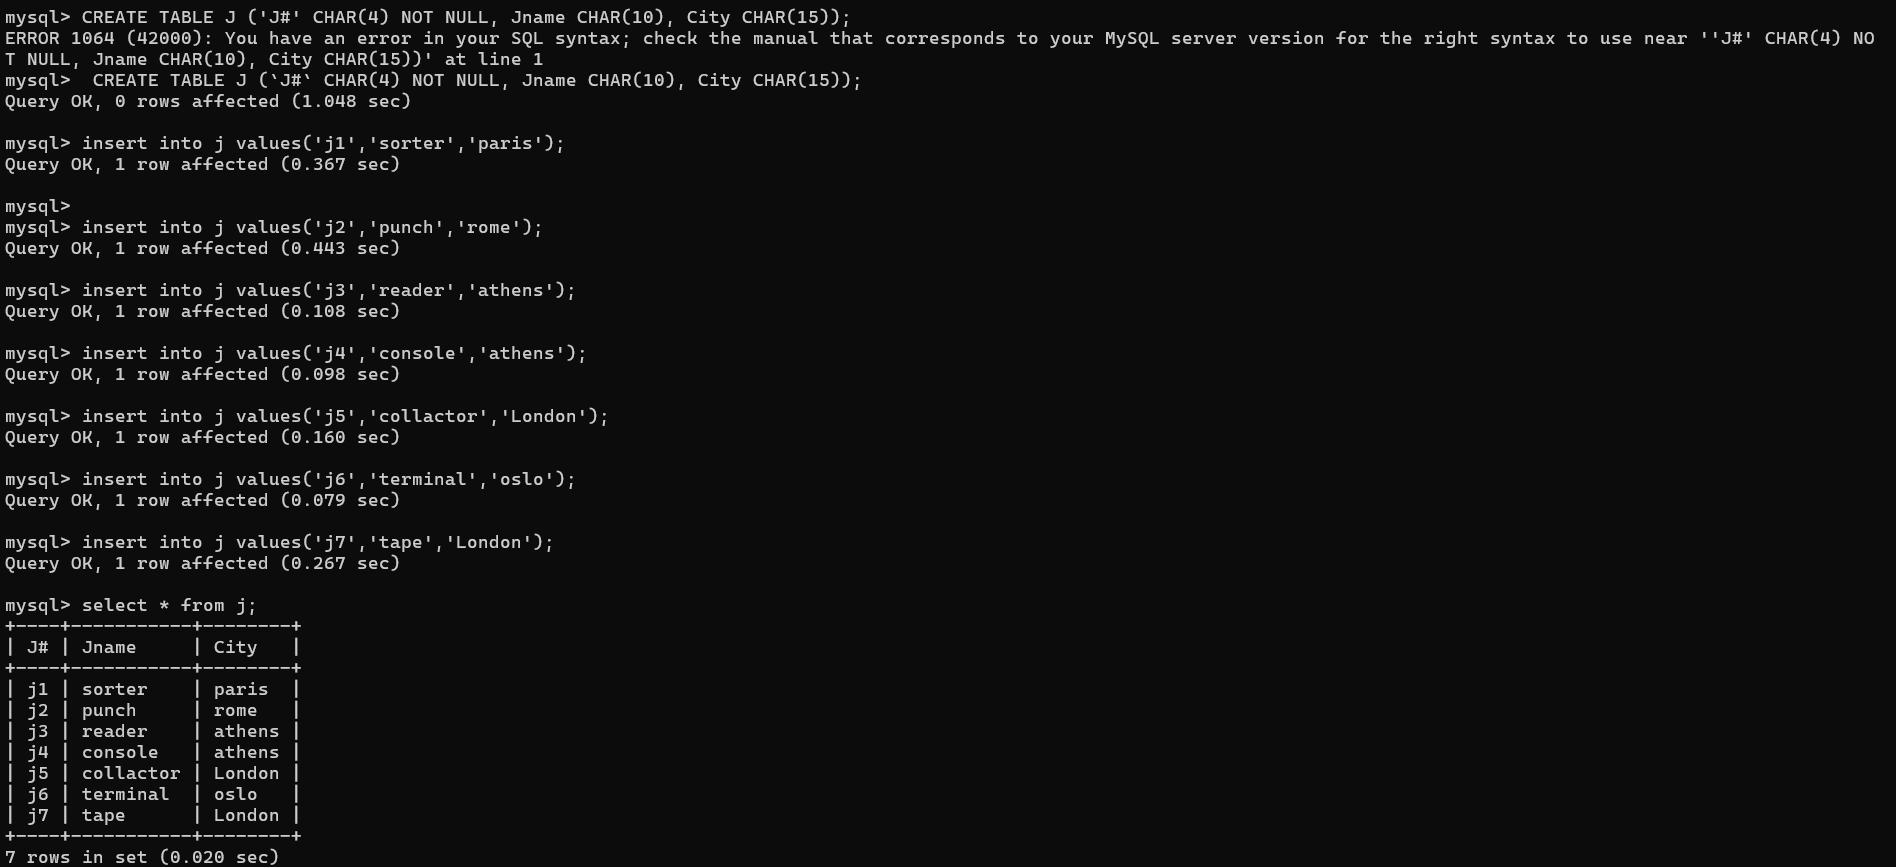 mysql> CREATE TABLE J ('J#' CHAR(4) NOT NULL, Jname CHAR(10), City CHAR(15));
ERROR 1064 (42000): You have an error in your SQL syntax; check the manual that corresponds to your MySQL server version for the right syntax to use near ''J#' CHAR(4) NO
T NULL, Jname CHAR(10), City CHAR(15))' at line 1
mysql>  CREATE TABLE J (`J#` CHAR(4) NOT NULL, Jname CHAR(10), City CHAR(15));
Query OK, 0 rows affected (1.048 sec)

mysql> insert into j values('j1','sorter','paris');
Query OK, 1 row affected (0.367 sec)

mysql>
mysql> insert into j values('j2','punch','rome');
Query OK, 1 row affected (0.443 sec)

mysql> insert into j values('j3','reader','athens');
Query OK, 1 row affected (0.108 sec)

mysql> insert into j values('j4','console','athens');
Query OK, 1 row affected (0.098 sec)

mysql> insert into j values('j5','collactor','London');
Query OK, 1 row affected (0.160 sec)

mysql> insert into j values('j6','terminal','oslo');
Query OK, 1 row affected (0.079 sec)

mysql> insert into j values('j7','tape','London');
Query OK, 1 row affected (0.267 sec)

mysql> select * from j;
+----+-----------+--------+
| J# | Jname     | City   |
+----+-----------+--------+
| j1 | sorter    | paris  |
| j2 | punch     | rome   |
| j3 | reader    | athens |
| j4 | console   | athens |
| j5 | collactor | London |
| j6 | terminal  | oslo   |
| j7 | tape      | London |
+----+-----------+--------+
7 rows in set (0.020 sec)